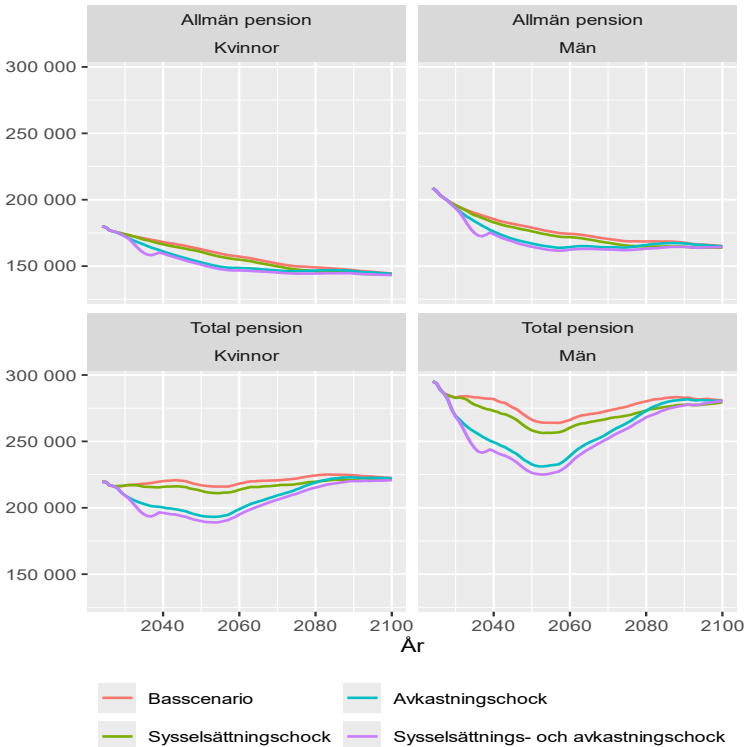 Allmän pension
Allmän pension
Kvinnor
Män
300 000
250 000
200 000
150 000
Total pension
Total pension
Kvinnor
Män
300 000
250 000
200 000
150 000
2040 2060 2080 2100 2040 2060 2080 2100
År
Basscenario
Avkastningschock
Sysselsättningschock
Sysselsättnings- och avkastningschock